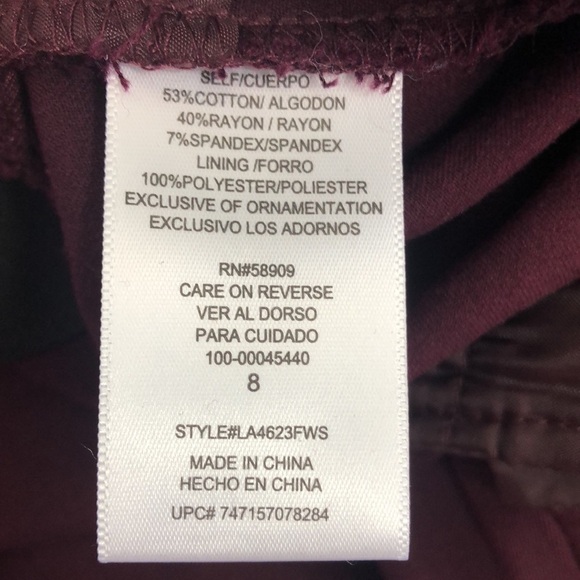 SELF/CUERPO
53%COTTON/ ALGODON
40%RAYON / RAYON
7%SPANDEX/SPANDEX
LINING /FORRO
100%POLYESTER/POLIESTER
EXCLUSIVE OF ORNAMENTATION
EXCLUSIVO LOS ADORNOS
RN#58909
CARE ON REVERSE
VER AL DORSO
PARA CUIDADO
100-00045440
8
STYLE#LA4623FWS
MADE IN CHINA
HECHO EN CHINA
UPC# 747157078284